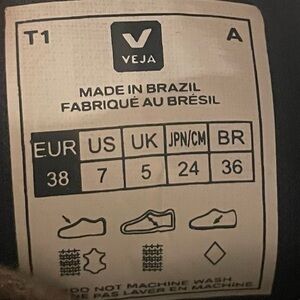 T1 V A
VEJA
MADE IN BRAZIL
FABRIQUÉ AU BRÉSIL
EUR US UK JPN/CM BR
38 7 5 24 36
DO NOT MACHINE WASH
NE PAS LAVER EN MACHINE